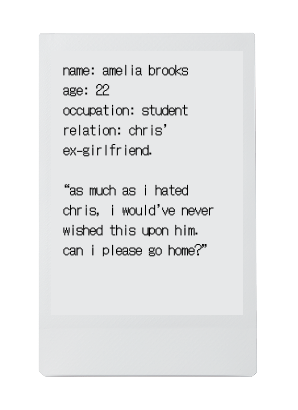 name: amelia brooks
age: 22
occupation: student
relation: chris'
ex-girlfriend.
"as much as i hated
chris, i would've never
wished this upon him.
can i please go home?"